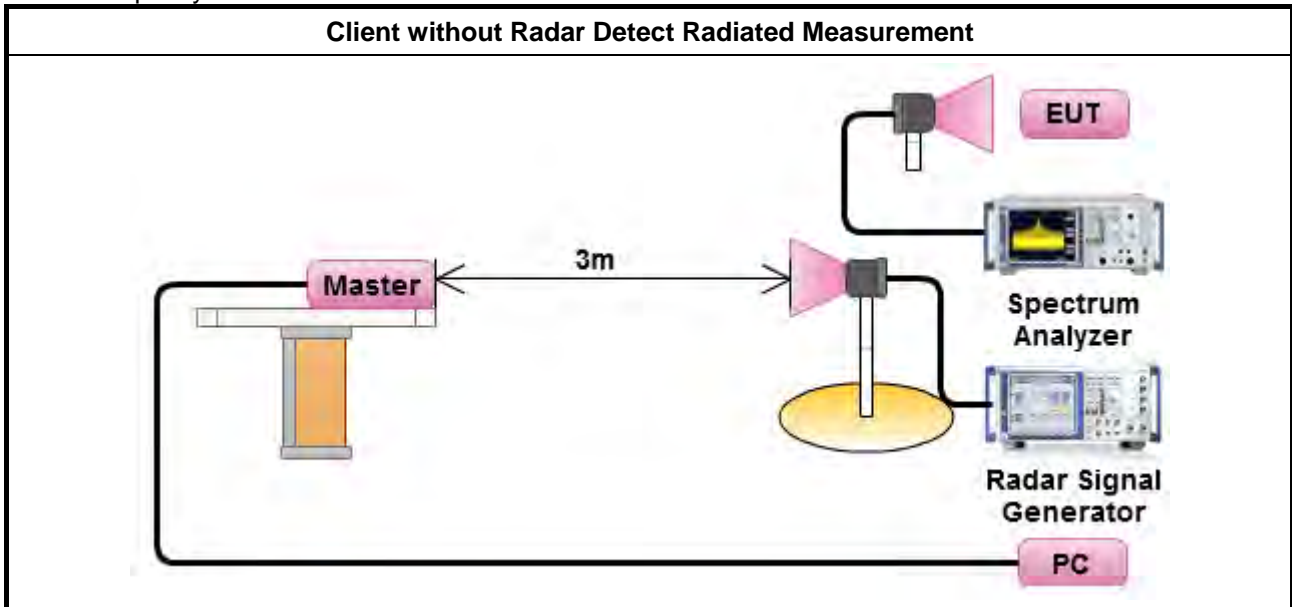 Client without Radar Detect Radiated Measurement
EUT
3m
Master
Spectrum
Analyzer
Radar Signal
Generator
PC